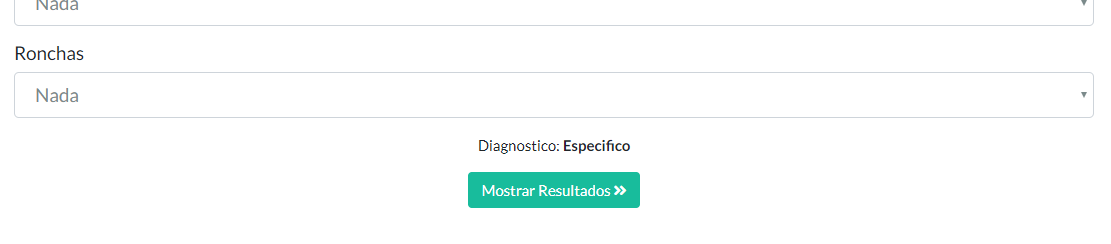 Nada
Ronchas
Nada
Diagnostico: Especifico
Mostrar Resultados »